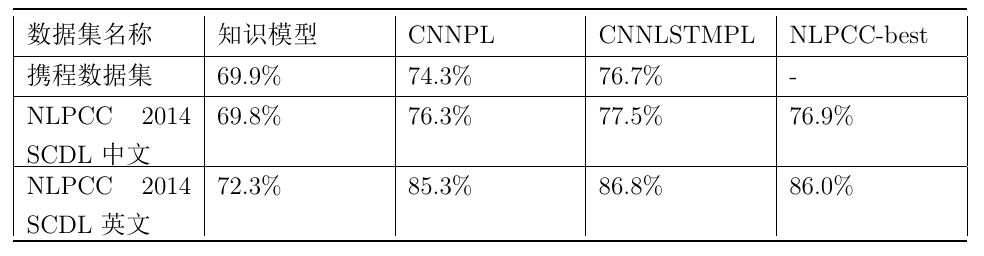 数据集名称 知识模型 CNNPL CNNLSTMPL NLPCC-best
携程数据集 69.9% 74.3% 76.7% -
NLPCC 2014 69.8% 76.3% 77.5% 76.9%
SCDL 中文
NLPCC 2014 72.3% 85.3% 86.8% 86.0%
SCDL 英文